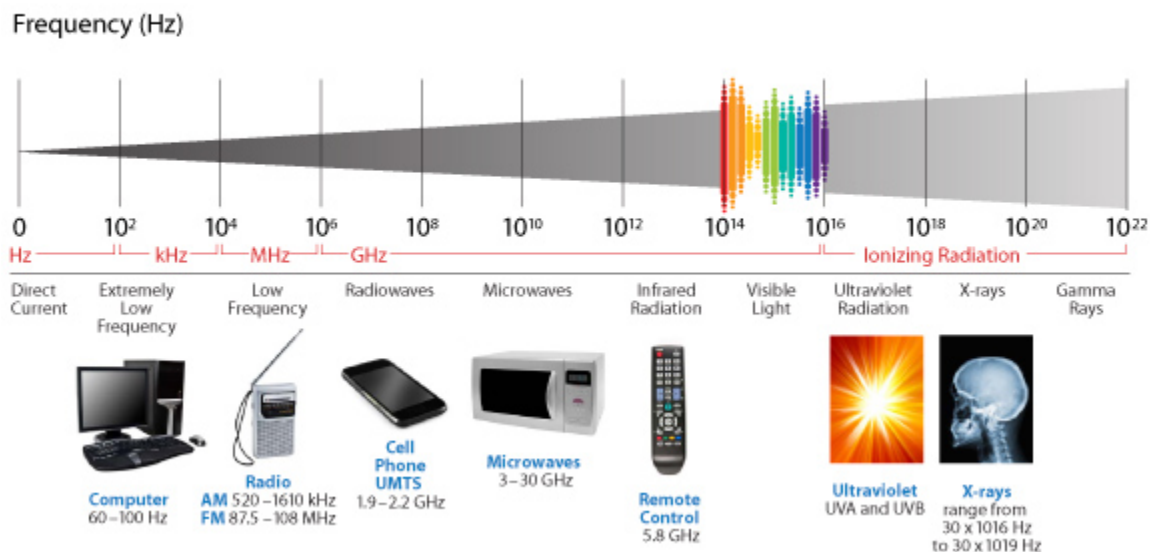 Frequency (Hz)
0 10² 10⁴ 10⁶ 10⁸ 10¹⁰ 10¹² 10¹⁴ 10¹⁶ 10¹⁸ 10²⁰ 10²²
Hz kHz MHz GHz Ionizing Radiation
Direct
Current
Extremely
Low
Frequency
Low
Frequency
Radiowaves
Microwaves
Infrared
Radiation
Visible
Light
Ultraviolet
Radiation
X-rays
Gamma
Rays
Computer
60–100 Hz
Radio
AM 520–1610 kHz
FM 87.5–108 MHz
Cell
Phone
UMTS
1.9–2.2 GHz
Microwaves
3–30 GHz
Remote
Control
5.8 GHz
Ultraviolet
UVA and UVB
X-rays
range from
30 x 1016 Hz
to 30 x 1019 Hz